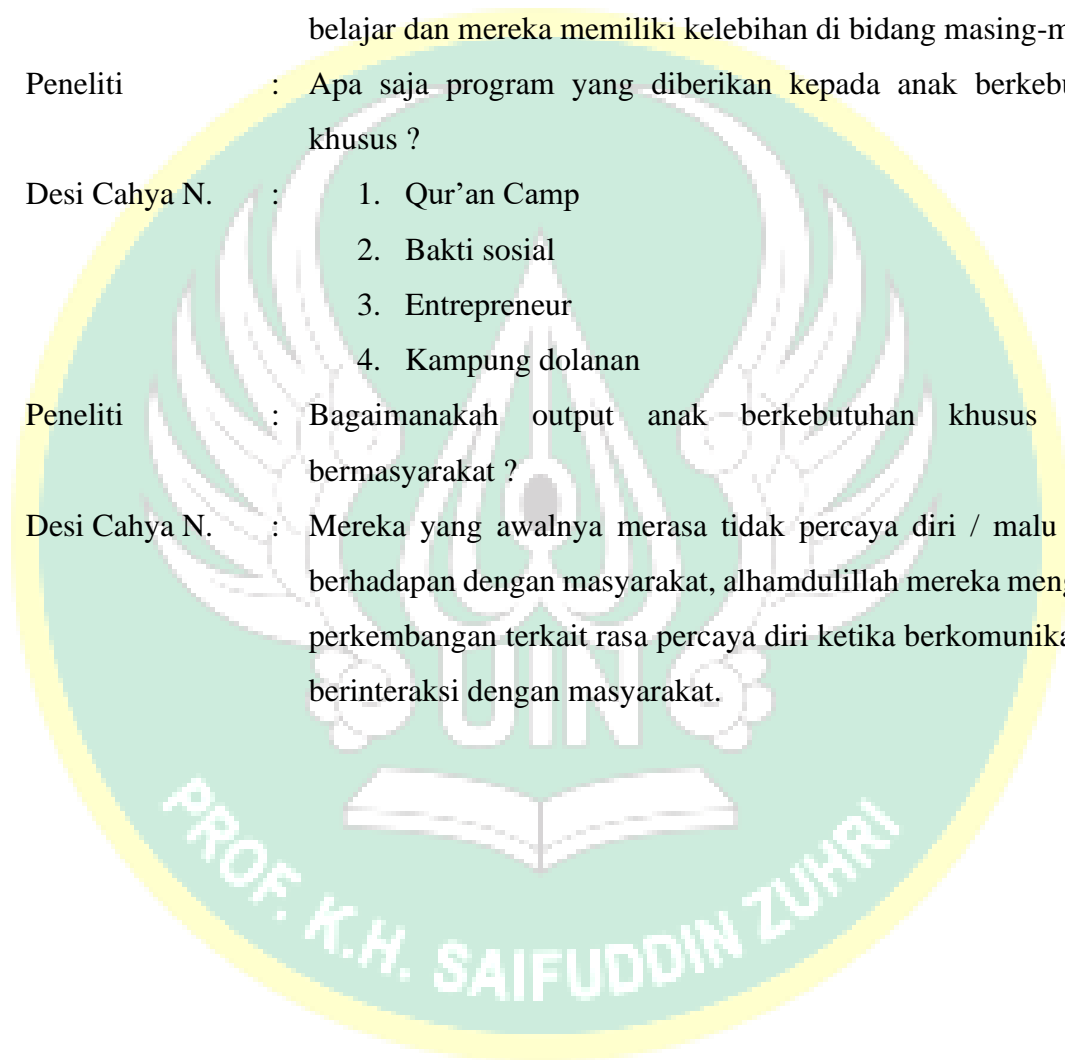 belajar dan mereka memiliki kelebihan di bidang masing-m
Peneliti : Apa saja program yang diberikan kepada anak berkebu
khusus ?
Desi Cahya N. : 1. Qur’an Camp
2. Bakti sosial
3. Entrepreneur
4. Kampung dolanan
Peneliti : Bagaimanakah output anak berkebutuhan khusus
bermasyarakat ?
Desi Cahya N. : Mereka yang awalnya merasa tidak percaya diri / malu
berhadapan dengan masyarakat, alhamdulillah mereka meng
perkembangan terkait rasa percaya diri ketika berkomunika
berinteraksi dengan masyarakat.
UIN
PROF. K.H. SAIFUDDIN ZUHRI